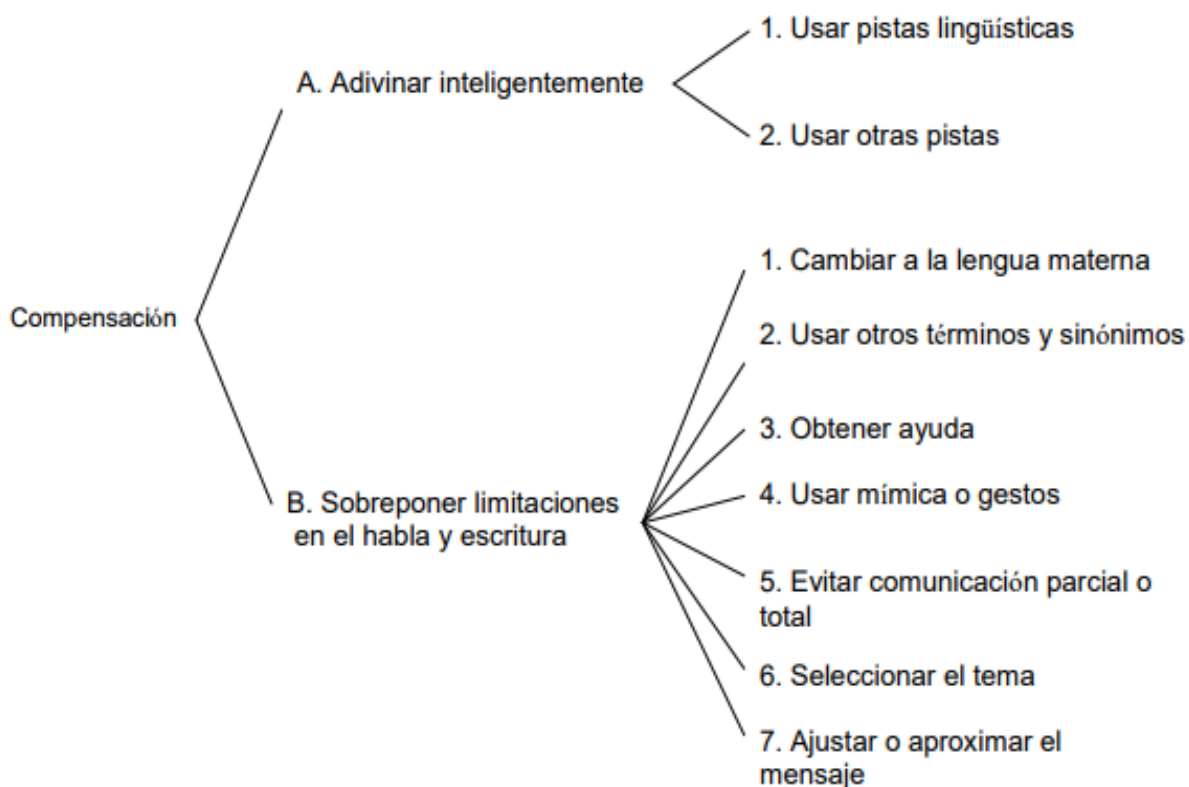 1. Usar pistas lingüísticas
A. Adivinar inteligentemente
2. Usar otras pistas
Compensación
1. Cambiar a la lengua materna
2. Usar otros términos y sinónimos
3. Obtener ayuda
B. Sobreponer limitaciones
en el habla y escritura
4. Usar mímica o gestos
5. Evitar comunicación parcial o
total
6. Seleccionar el tema
7. Ajustar o aproximar el
mensaje